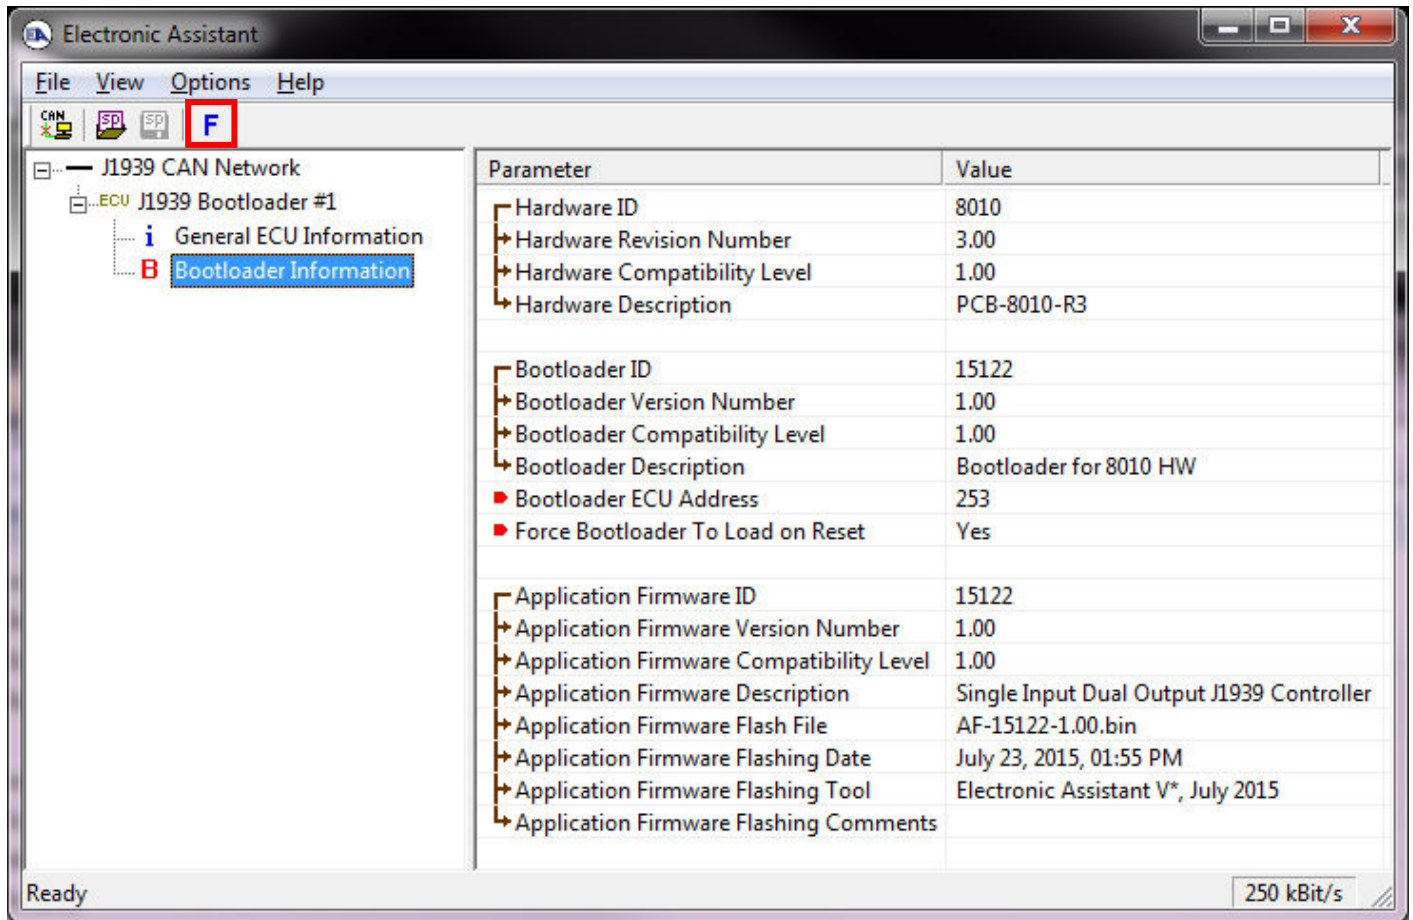 EA Electronic Assistant
File View Options Help
CAN SP SP F
J1939 CAN Network
ECU J1939 Bootloader #1
i General ECU Information
B Bootloader Information
Parameter Value
Hardware ID 8010
Hardware Revision Number 3.00
Hardware Compatibility Level 1.00
Hardware Description PCB-8010-R3
Bootloader ID 15122
Bootloader Version Number 1.00
Bootloader Compatibility Level 1.00
Bootloader Description Bootloader for 8010 HW
Bootloader ECU Address 253
Force Bootloader To Load on Reset Yes
Application Firmware ID 15122
Application Firmware Version Number 1.00
Application Firmware Compatibility Level 1.00
Application Firmware Description Single Input Dual Output J1939 Controller
Application Firmware Flash File AF-15122-1.00.bin
Application Firmware Flashing Date July 23, 2015, 01:55 PM
Application Firmware Flashing Tool Electronic Assistant V*, July 2015
Application Firmware Flashing Comments
Ready 250 kBit/s